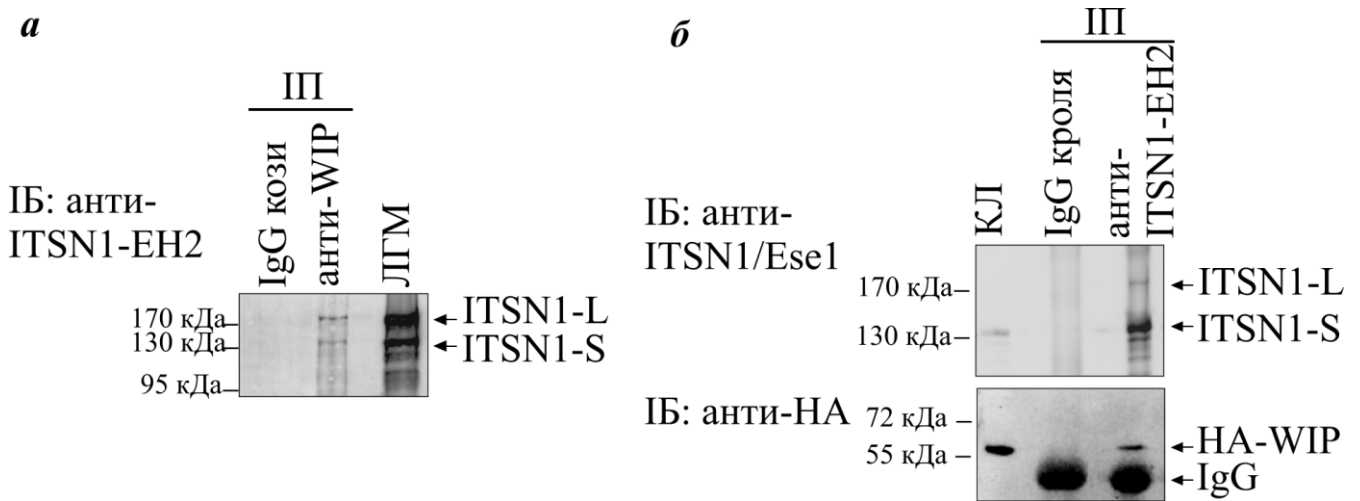 а
ІП
IgG кози
анти-WIP
ЛГМ
ІБ: анти-
ITSN1-EH2
170 кДа
130 кДа
95 кДа
ITSN1-L
ITSN1-S
б
ІП
КЛ
IgG кроля
анти-
ITSN1-EH2
ІБ: анти-
ITSN1/Ese1
170 кДа
130 кДа
ITSN1-L
ITSN1-S
ІБ: анти-HA
72 кДа
55 кДа
HA-WIP
IgG